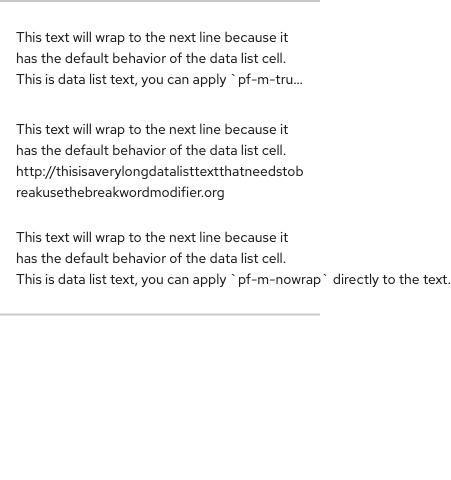 This text will wrap to the next line because it
has the default behavior of the data list cell.
This is data list text, you can apply `pf-m-tru...
This text will wrap to the next line because it
has the default behavior of the data list cell.
http://thisisaverylongdatalisttextthatneedstob
reakusethebreakwordmodifier.org
This text will wrap to the next line because it
has the default behavior of the data list cell.
This is data list text, you can apply `pf-m-nowrap` directly to the text.